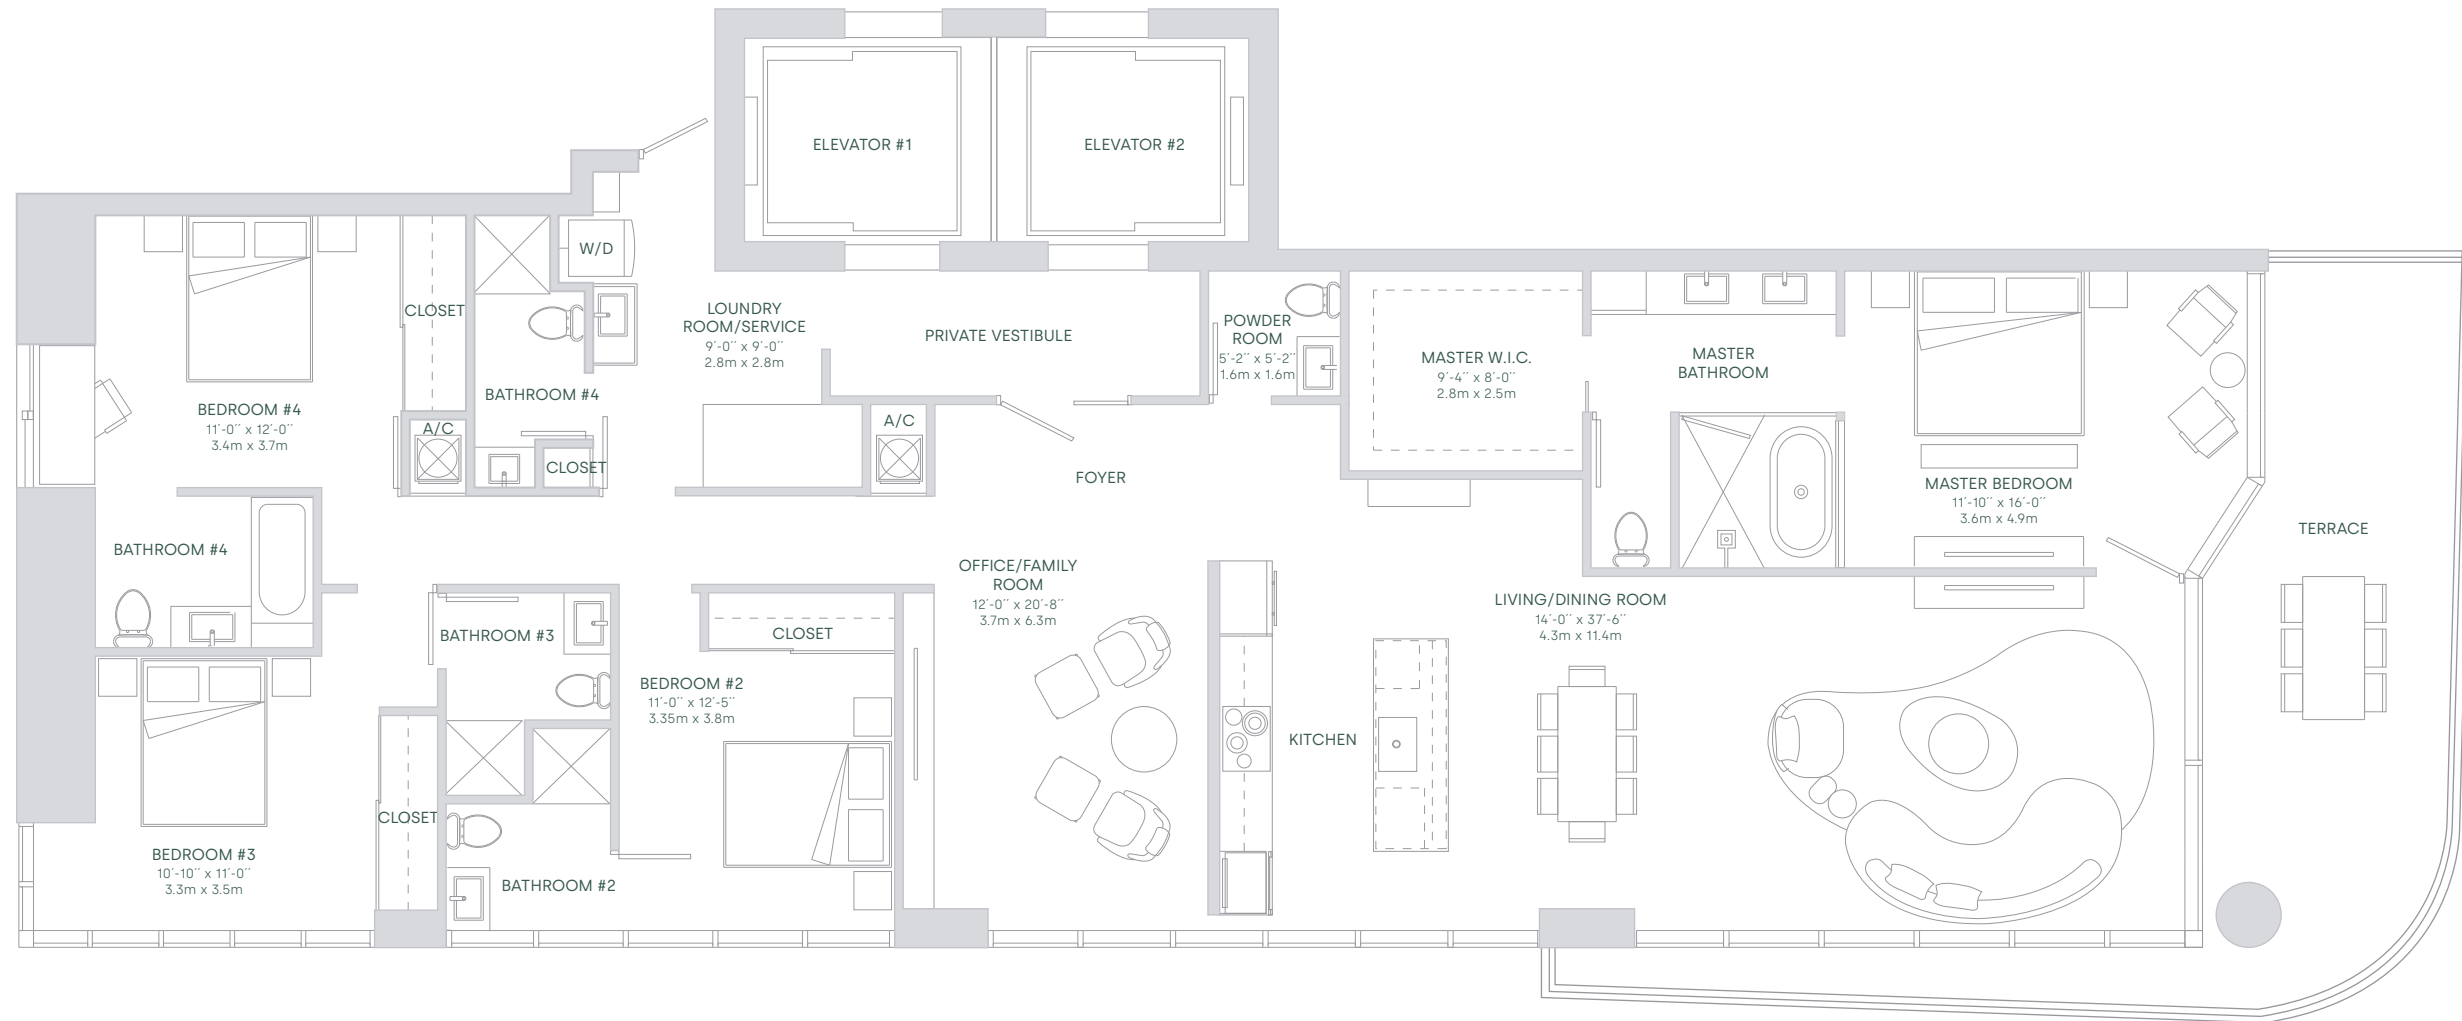 ELEVATOR #1
ELEVATOR #2
W/D
CLOSET
LOUNDRY
ROOM/SERVICE
9´-0´´ x 9´-0´´
2.8m x 2.8m
PRIVATE VESTIBULE
POWDER
ROOM
5´-2´´ x 5´-2´´
1.6m x 1.6m
MASTER W.I.C.
9´-4´´ x 8´-0´´
2.8m x 2.5m
MASTER
BATHROOM
BEDROOM #4
11´-0´´ x 12´-0´´
3.4m x 3.7m
BATHROOM #4
A/C
CLOSET
A/C
FOYER
MASTER BEDROOM
11´-10´´ x 16´-0´´
3.6m x 4.9m
TERRACE
BATHROOM #4
OFFICE/FAMILY
ROOM
12´-0´´ x 20´-8´´
3.7m x 6.3m
LIVING/DINING ROOM
14´-0´´ x 37´-6´´
4.3m x 11.4m
BATHROOM #3
CLOSET
BEDROOM #2
11´-0´´ x 12´-5´´
3.35m x 3.8m
KITCHEN
CLOSET
BEDROOM #3
10´-10´´ x 11´-0´´
3.3m x 3.5m
BATHROOM #2